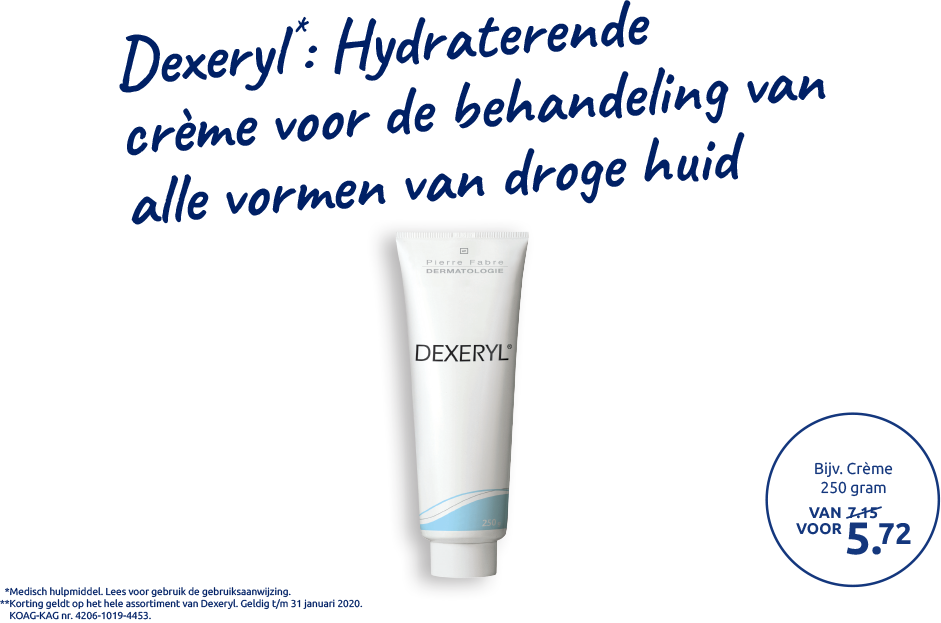 Dexeryl*: Hydraterende
crème voor de behandeling van
alle vormen van droge huid
Pierre Fabre
DERMATOLOGIE
DEXERYL®
250 g
Bijv. Crème
250 gram
VAN 7.15
VOOR 5.72
*Medisch hulpmiddel. Lees voor gebruik de gebruiksaanwijzing.
**Korting geldt op het hele assortiment van Dexeryl. Geldig t/m 31 januari 2020.
KOAG-KAG nr. 4206-1019-4453.